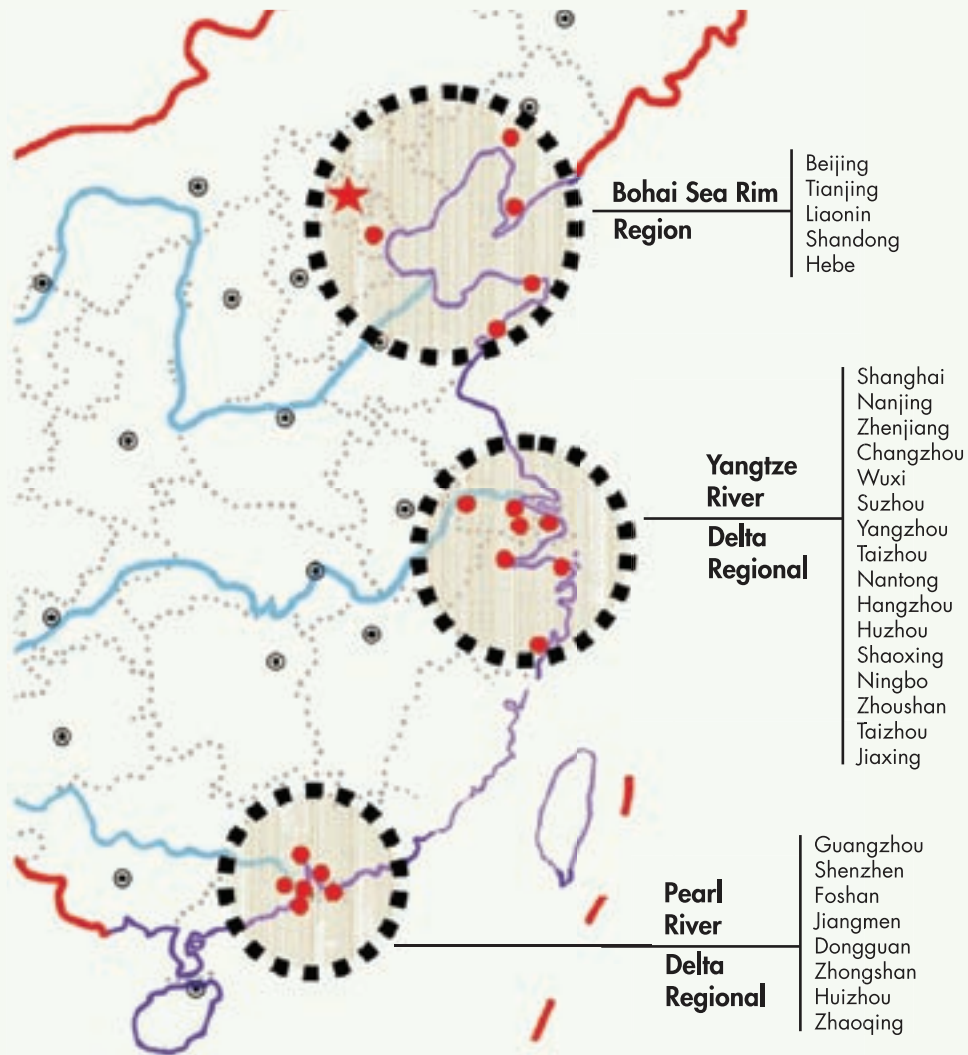 Bohai Sea Rim
Region
Beijing
Tianjing
Liaonin
Shandong
Hebe
Yangtze
River
Delta
Regional
Shanghai
Nanjing
Zhenjiang
Changzhou
Wuxi
Suzhou
Yangzhou
Taizhou
Nantong
Hangzhou
Huzhou
Shaoxing
Ningbo
Zhoushan
Taizhou
Jiaxing
Pearl
River
Delta
Regional
Guangzhou
Shenzhen
Foshan
Jiangmen
Dongguan
Zhongshan
Huizhou
Zhaoqing